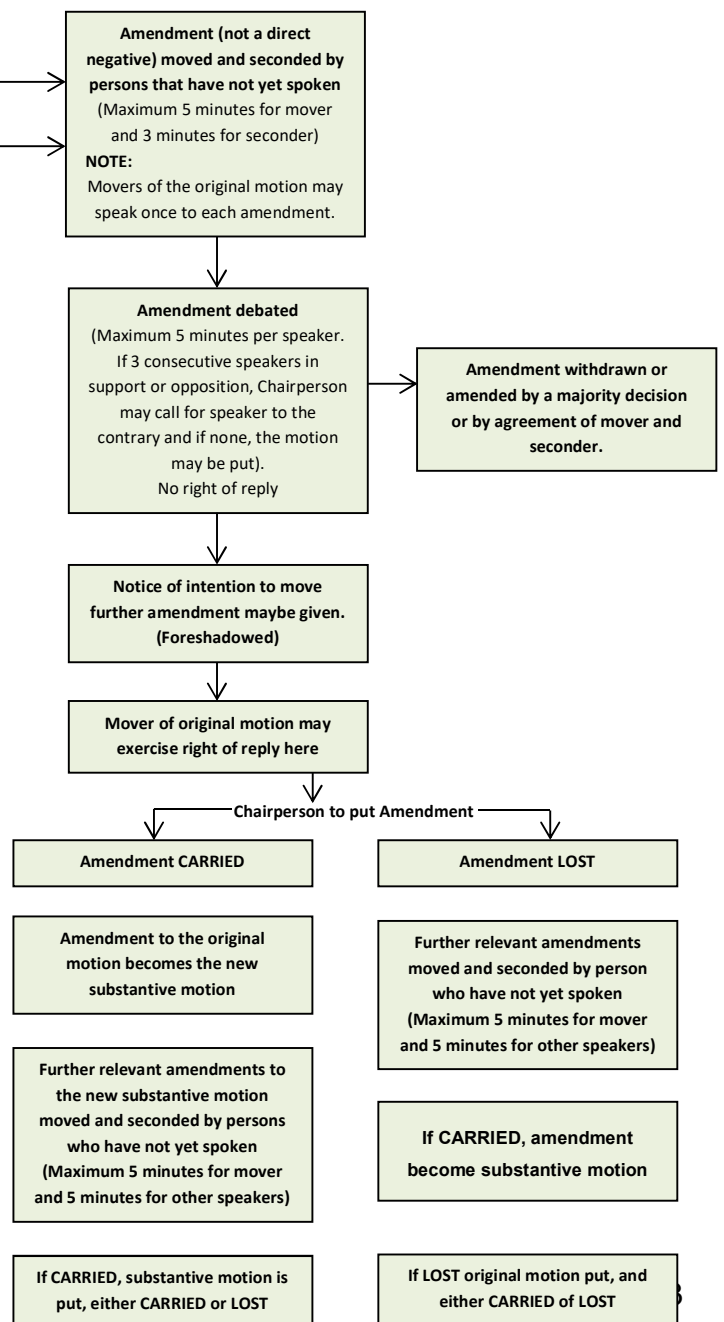 Amendment (not a direct
negative) moved and seconded by
persons that have not yet spoken
(Maximum 5 minutes for mover
and 3 minutes for seconder)
NOTE:
Movers of the original motion may
speak once to each amendment.
Amendment debated
(Maximum 5 minutes per speaker.
If 3 consecutive speakers in
support or opposition, Chairperson
may call for speaker to the
contrary and if none, the motion
may be put).
No right of reply
Amendment withdrawn or
amended by a majority decision
or by agreement of mover and
seconder.
Notice of intention to move
further amendment maybe given.
(Foreshadowed)
Mover of original motion may
exercise right of reply here
Chairperson to put Amendment
Amendment CARRIED
Amendment to the original
motion becomes the new
substantive motion
Further relevant amendments to
the new substantive motion
moved and seconded by persons
who have not yet spoken
(Maximum 5 minutes for mover
and 5 minutes for other speakers)
If CARRIED, substantive motion is
put, either CARRIED or LOST
Amendment LOST
Further relevant amendments
moved and seconded by person
who have not yet spoken
(Maximum 5 minutes for mover
and 5 minutes for other speakers)
If CARRIED, amendment
become substantive motion
If LOST original motion put, and
either CARRIED of LOST